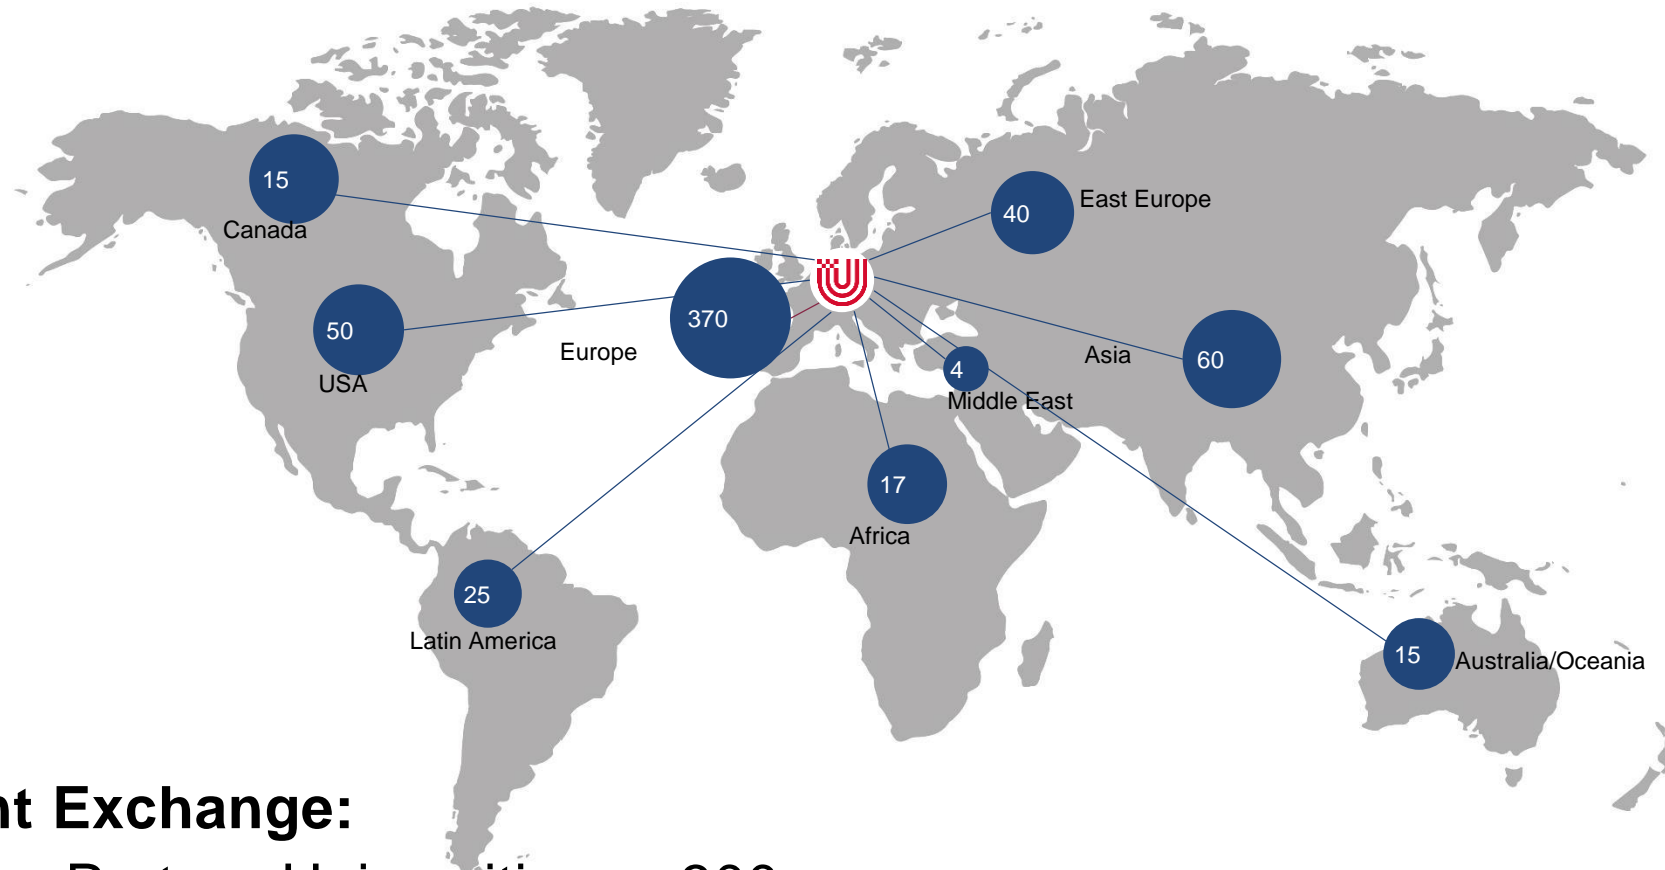 15
Canada
40
East Europe
50
USA
370
Europe
4
Middle East
Asia
60
17
Africa
25
Latin America
15
Australia/Oceania
Exchange: